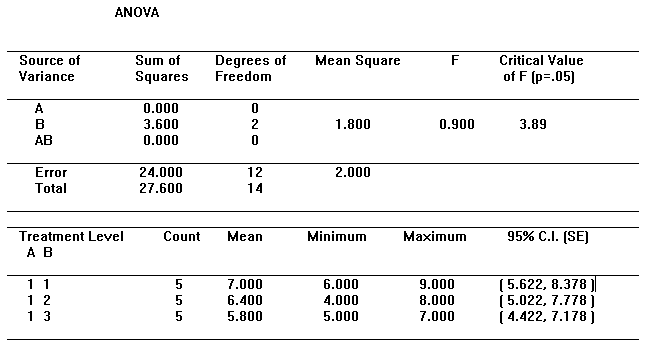 ANOVA
Source of Sum of Degrees of Mean Square F Critical Value
Variance Squares Freedom of F (p=.05)
A 0.000 0
B 3.600 2 1.800 0.900 3.89
AB 0.000 0
Error 24.000 12 2.000
Total 27.600 14
Treatment Level Count Mean Minimum Maximum 95% C.I. (SE)
A B
1 1 5 7.000 6.000 9.000 ( 5.622, 8.378 )
1 2 5 6.400 4.000 8.000 ( 5.022, 7.778 )
1 3 5 5.800 5.000 7.000 ( 4.422, 7.178 )